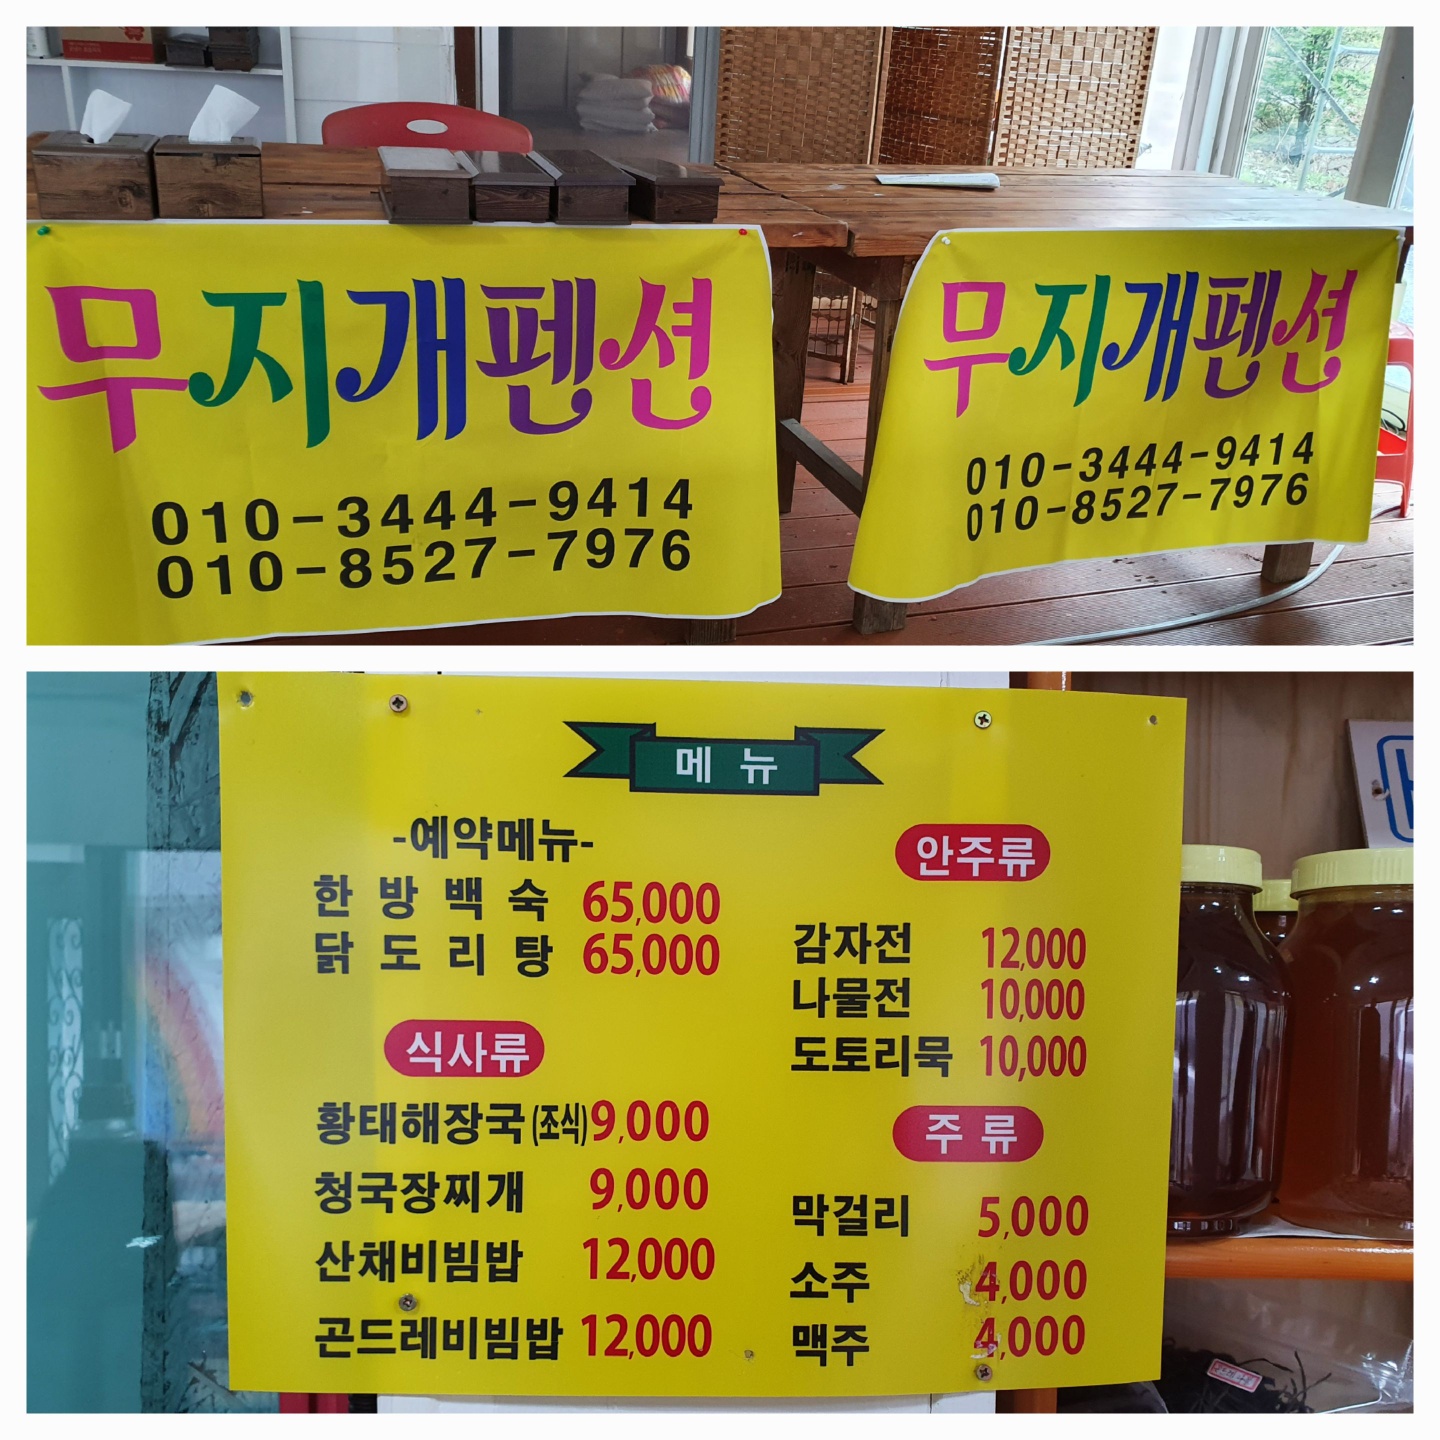 무지개펜션
010-3444-9414
010-8527-7976
무지개펜션
010-3444-9414
010-8527-7976
메뉴
-예약메뉴-
한방백숙 65,000
닭도리탕 65,000
식사류
황태해장국(조식) 9,000
청국장찌개 9,000
산채비빔밥 12,000
곤드레비빔밥 12,000
안주류
감자전 12,000
나물전 10,000
도토리묵 10,000
주류
막걸리 5,000
소주 4,000
맥주 4,000